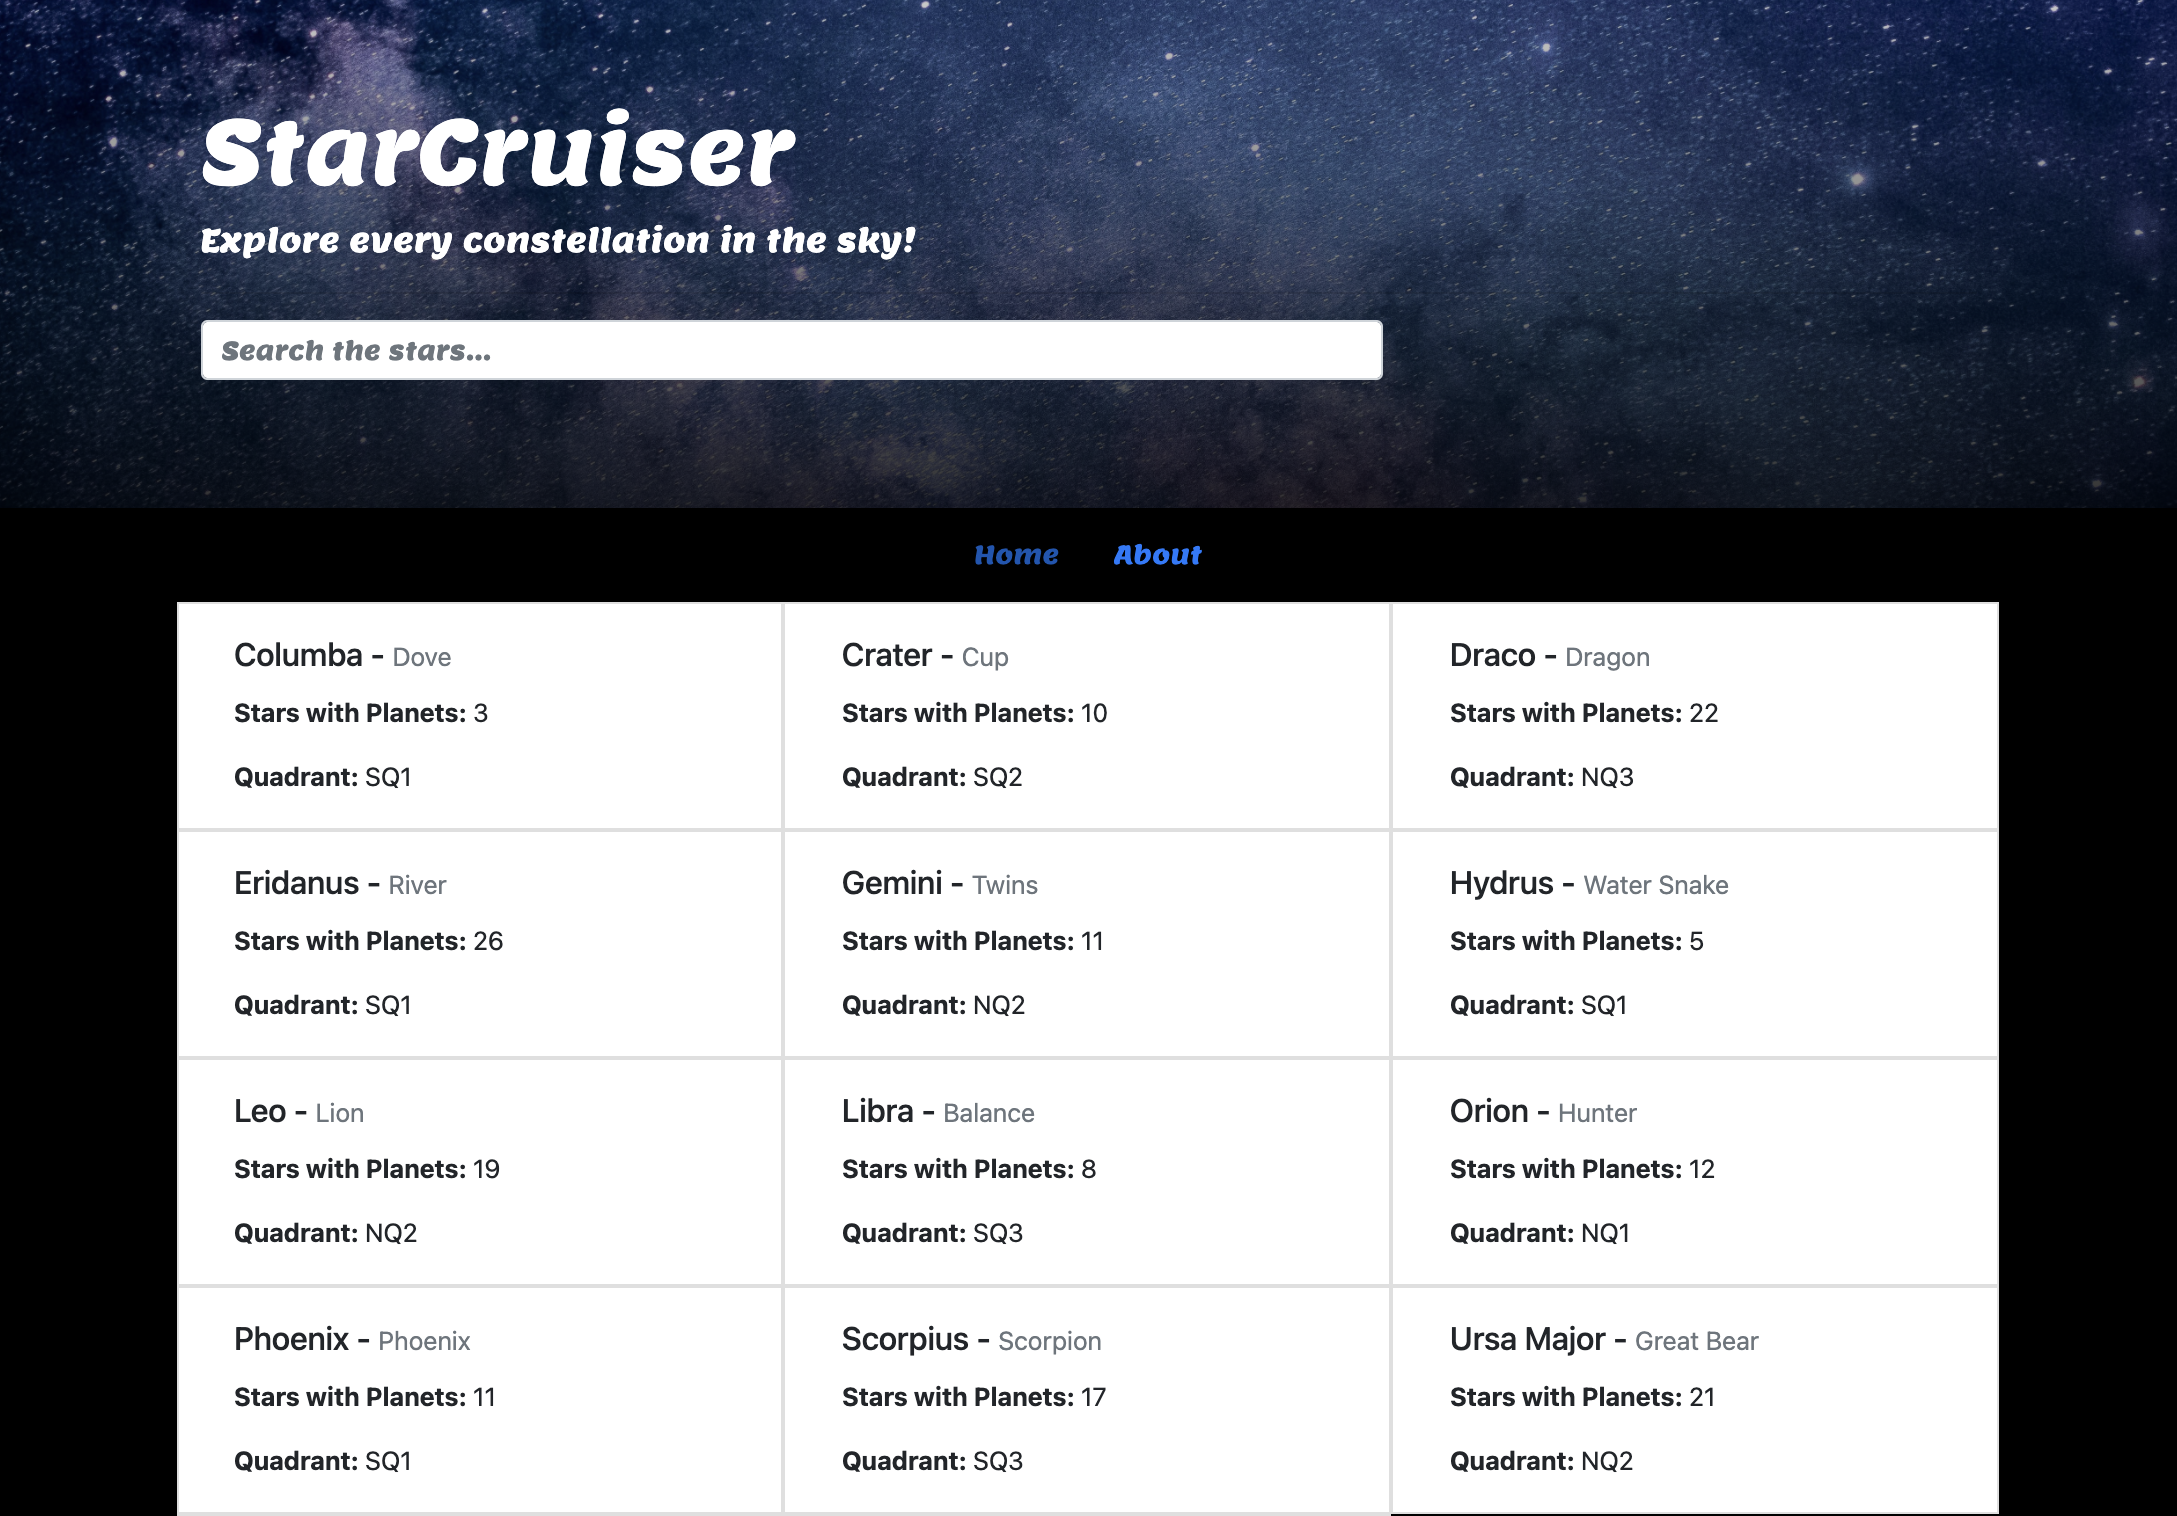 StarCruiser
Explore every constellation in the sky!
Search the stars...
Home About
Columba - Dove
Stars with Planets: 3
Quadrant: SQ1
Crater - Cup
Stars with Planets: 10
Quadrant: SQ2
Draco - Dragon
Stars with Planets: 22
Quadrant: NQ3
Eridanus - River
Stars with Planets: 26
Quadrant: SQ1
Gemini - Twins
Stars with Planets: 11
Quadrant: NQ2
Hydrus - Water Snake
Stars with Planets: 5
Quadrant: SQ1
Leo - Lion
Stars with Planets: 19
Quadrant: NQ2
Libra - Balance
Stars with Planets: 8
Quadrant: SQ3
Orion - Hunter
Stars with Planets: 12
Quadrant: NQ1
Phoenix - Phoenix
Stars with Planets: 11
Quadrant: SQ1
Scorpius - Scorpion
Stars with Planets: 17
Quadrant: SQ3
Ursa Major - Great Bear
Stars with Planets: 21
Quadrant: NQ2